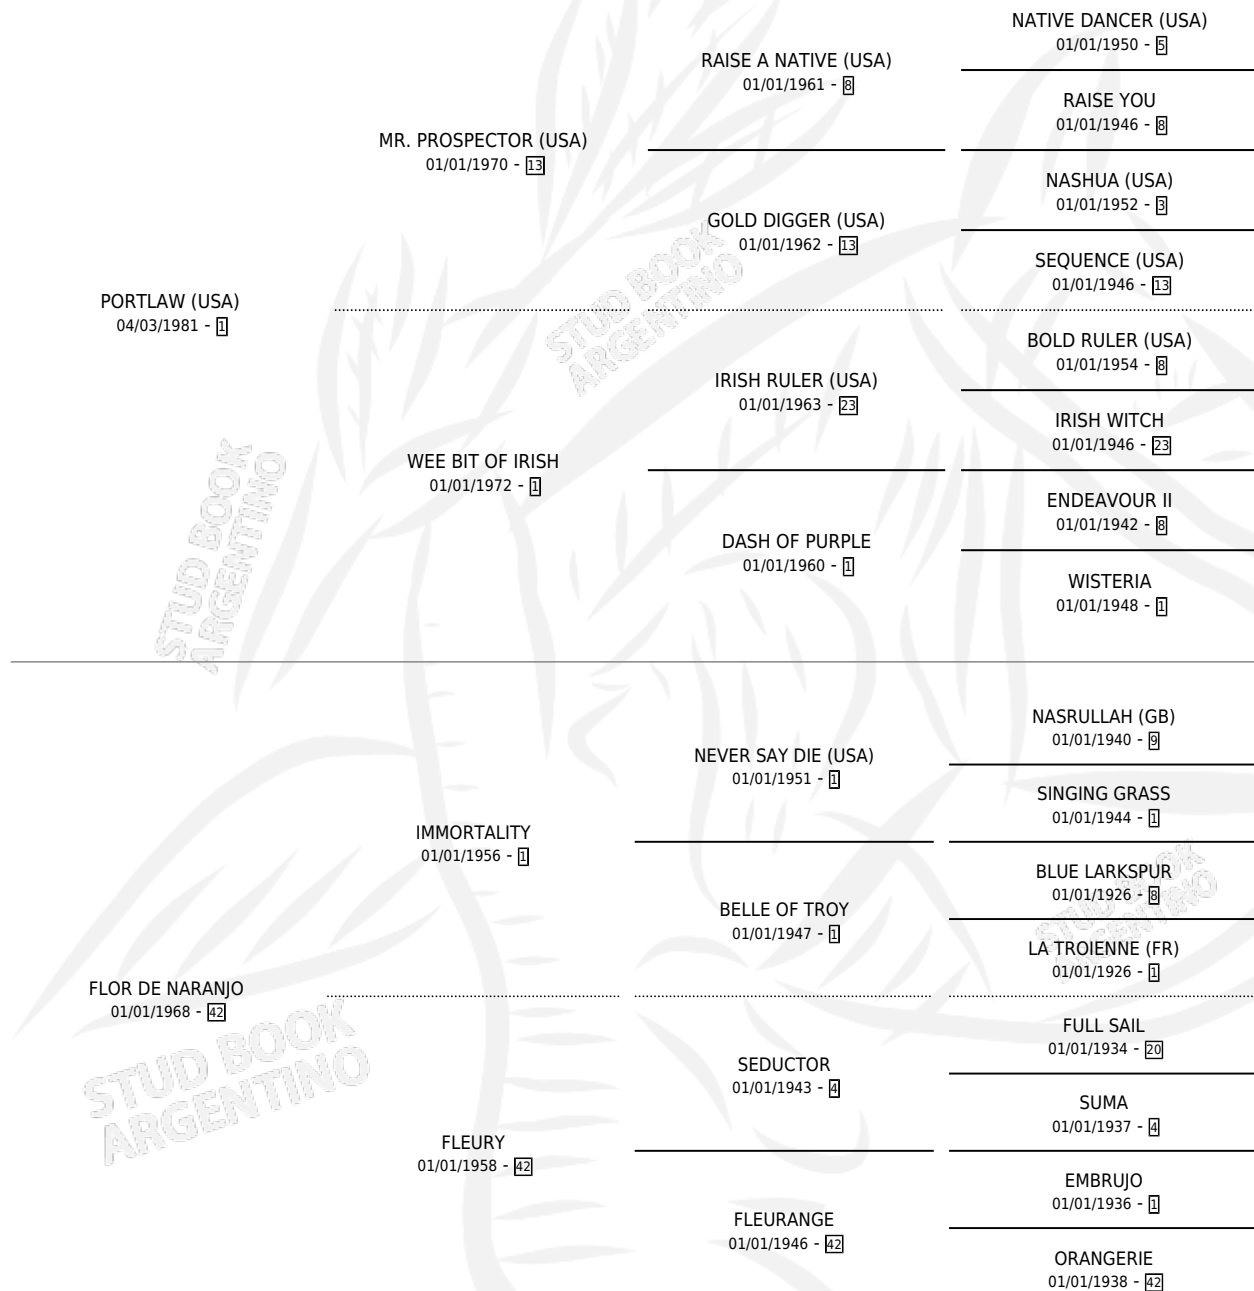 NATIVE DANCER (USA)
01/01/1950 - 5
RAISE A NATIVE (USA)
01/01/1961 - 8
RAISE YOU
01/01/1946 - 8
MR. PROSPECTOR (USA)
01/01/1970 - 13
NASHUA (USA)
01/01/1952 - 3
GOLD DIGGER (USA)
01/01/1962 - 13
SEQUENCE (USA)
01/01/1946 - 13
PORTLAW (USA)
04/03/1981 - 1
BOLD RULER (USA)
01/01/1954 - 8
IRISH RULER (USA)
01/01/1963 - 23
IRISH WITCH
01/01/1946 - 23
WEE BIT OF IRISH
01/01/1972 - 1
ENDEAVOUR II
01/01/1942 - 8
DASH OF PURPLE
01/01/1960 - 1
WISTERIA
01/01/1948 - 1
NASRULLAH (GB)
01/01/1940 - 9
NEVER SAY DIE (USA)
01/01/1951 - 1
SINGING GRASS
01/01/1944 - 1
IMMORTALITY
01/01/1956 - 1
BLUE LARKSPUR
01/01/1926 - 8
BELLE OF TROY
01/01/1947 - 1
LA TROIENNE (FR)
01/01/1926 - 1
FLOR DE NARANJO
01/01/1968 - 42
FULL SAIL
01/01/1934 - 20
SEDUCTOR
01/01/1943 - 4
SUMA
01/01/1937 - 4
FLEURY
01/01/1958 - 42
EMBRUJO
01/01/1936 - 1
FLEURANGE
01/01/1946 - 42
ORANGERIE
01/01/1938 - 42
STUD BOOK
ARGENTINO
STUD BOOK
ARGENTINO
STUD BOOK
ARGENTINO
STUD BOOK
ARGENTINO